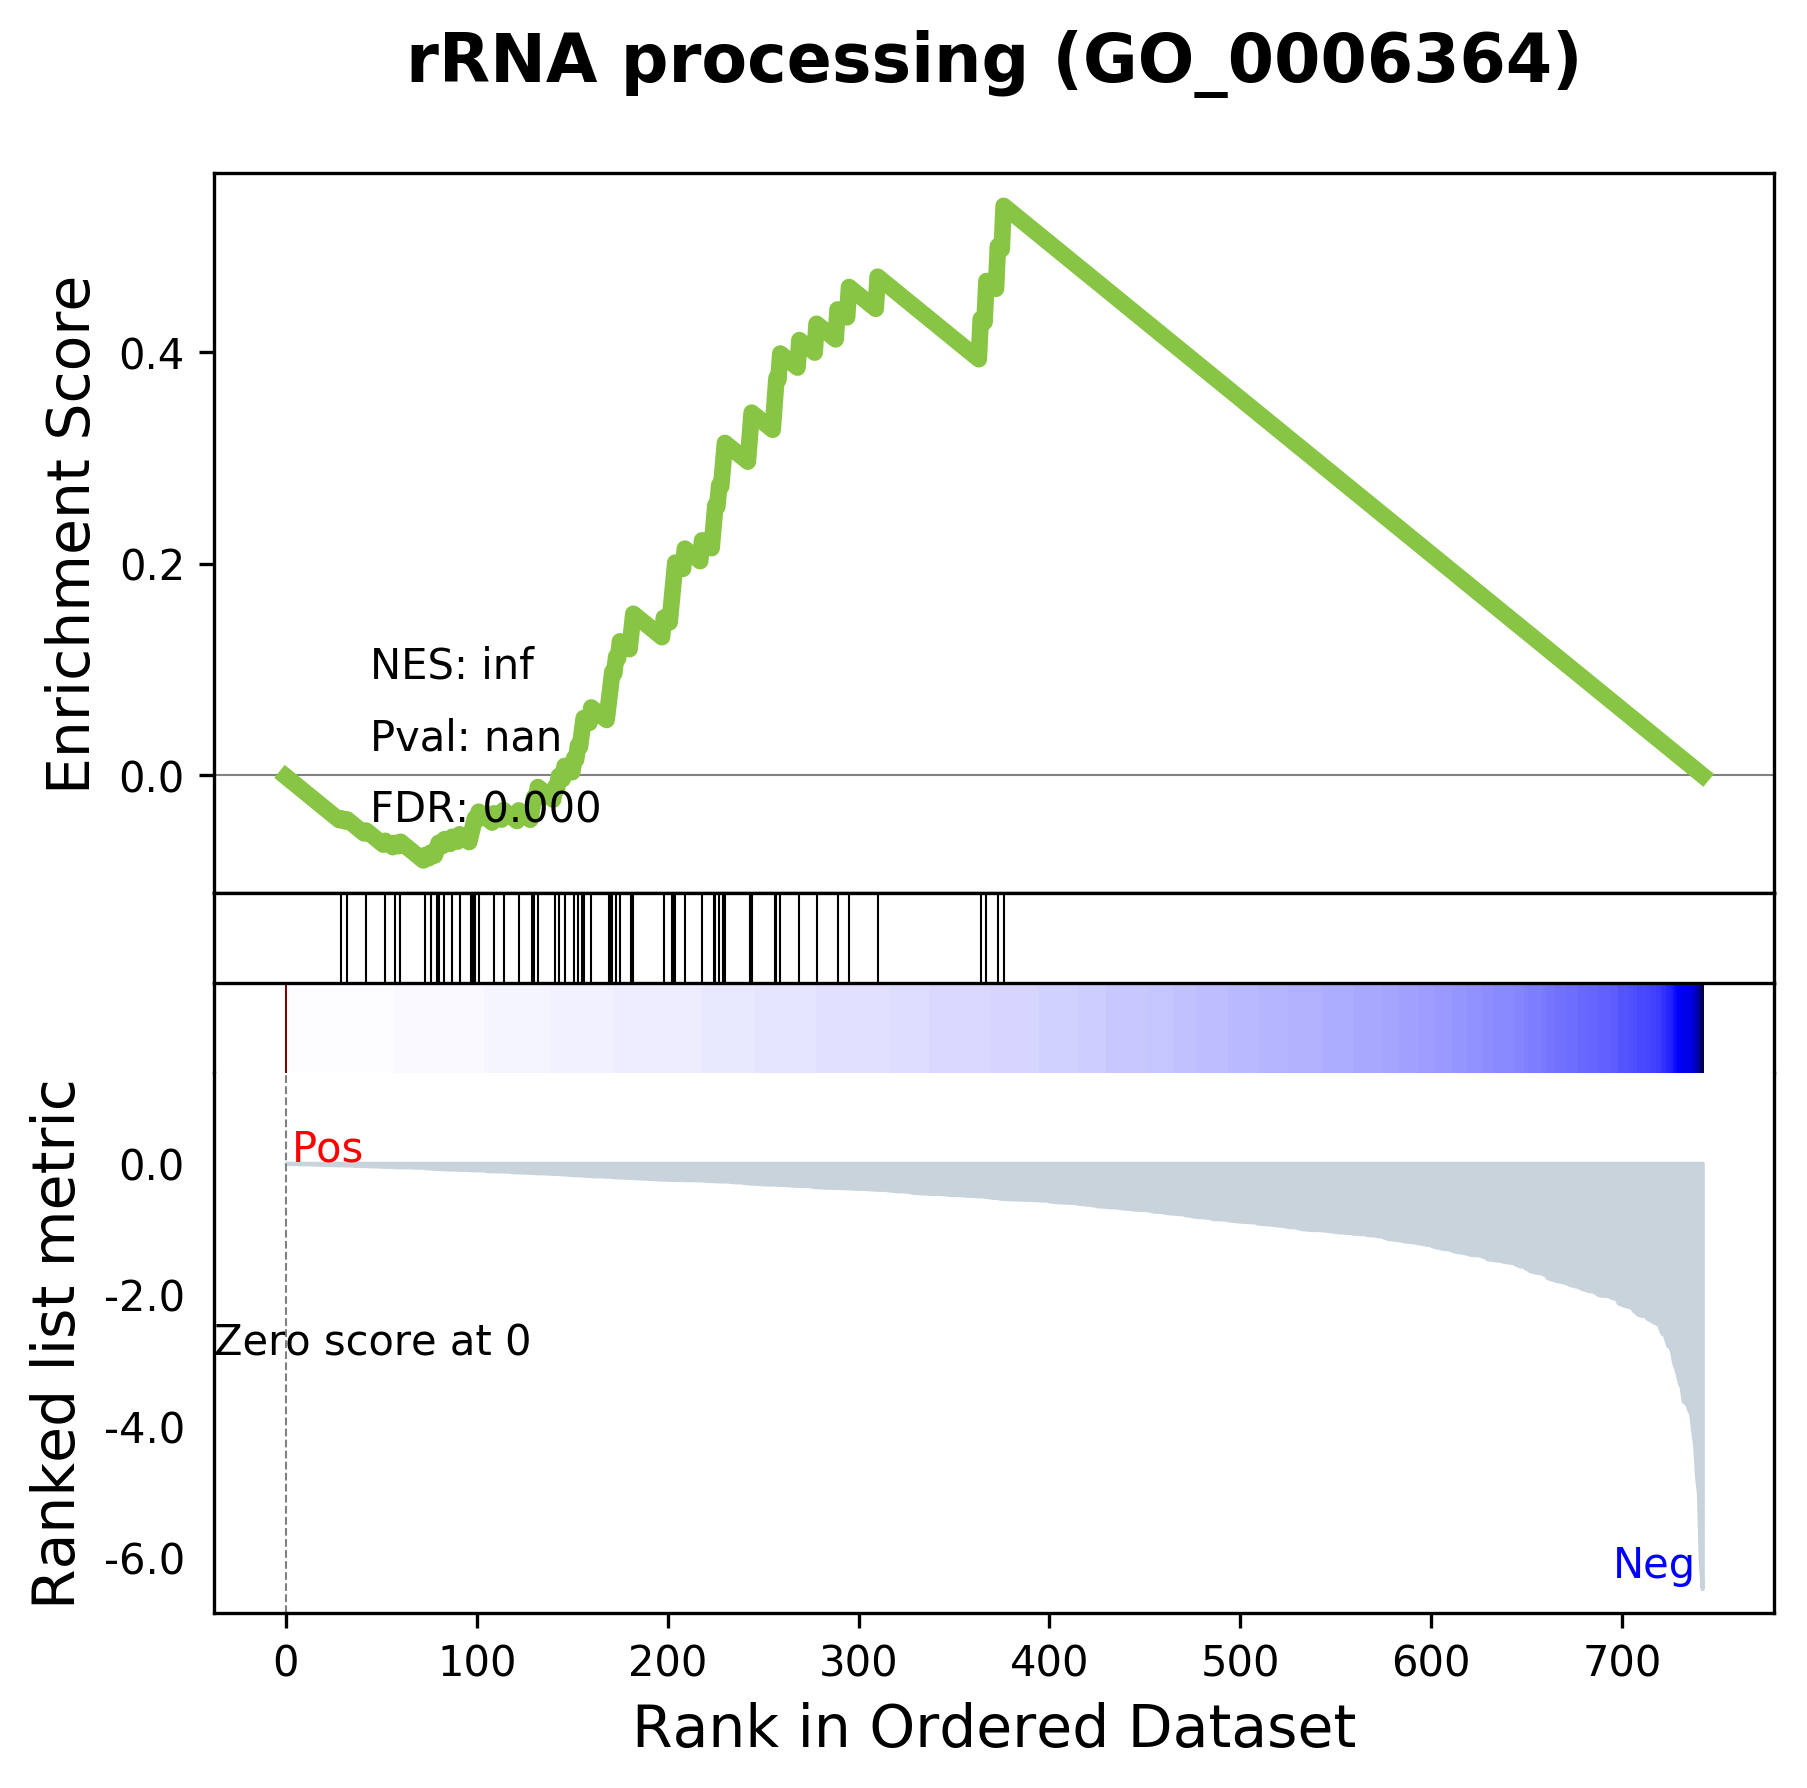 rRNA processing (GO_0006364)
Enrichment Score
0.4
0.2
0.0
NES: inf
Pval: nan
FDR: 0.000
Ranked list metric
0.0
-2.0
-4.0
-6.0
Pos
Zero score at 0
Neg
0 100 200 300 400 500 600 700
Rank in Ordered Dataset